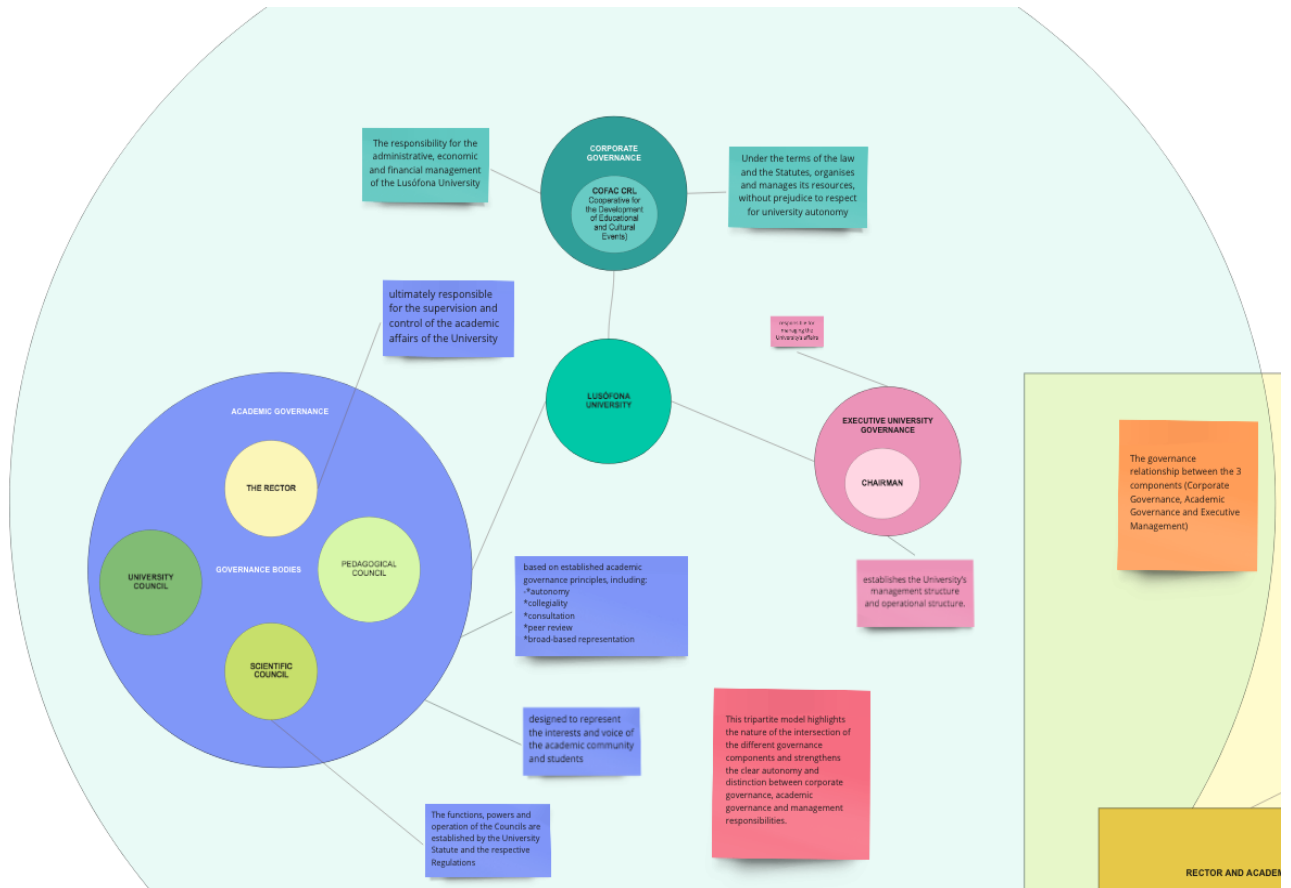 The responsibility for the
administrative, economic
and financial management
of the Lusófona University
CORPORATE
GOVERNANCE
COFAC CRL
Cooperative for
the Development
of Educational
and Cultural
Events)
Under the terms of the law
and the Statutes, organises
and manages its resources,
without prejudice to respect
for university autonomy
ultimately responsible
for the supervision and
control of the academic
affairs of the University
responsible for
managing the
University's affairs
LUSÓFONA
UNIVERSITY
ACADEMIC GOVERNANCE
THE RECTOR
UNIVERSITY
COUNCIL
GOVERNANCE BODIES
PEDAGOGICAL
COUNCIL
SCIENTIFIC
COUNCIL
EXECUTIVE UNIVERSITY
GOVERNANCE
CHAIRMAN
The governance
relationship between the 3
components (Corporate
Governance, Academic
Governance and Executive
Management)
based on established academic
governance principles, including:
-*autonomy
*collegiality
*consultation
*peer review
*broad-based representation
establishes the University's
management structure
and operational structure.
designed to represent
the interests and voice of
the academic community
and students
This tripartite model highlights
the nature of the intersection of
the different governance
components and strengthens
the clear autonomy and
distinction between corporate
governance, academic
governance and management
responsibilities.
The functions, powers and
operation of the Councils are
established by the University
Statute and the respective
Regulations
RECTOR AND ACADEM